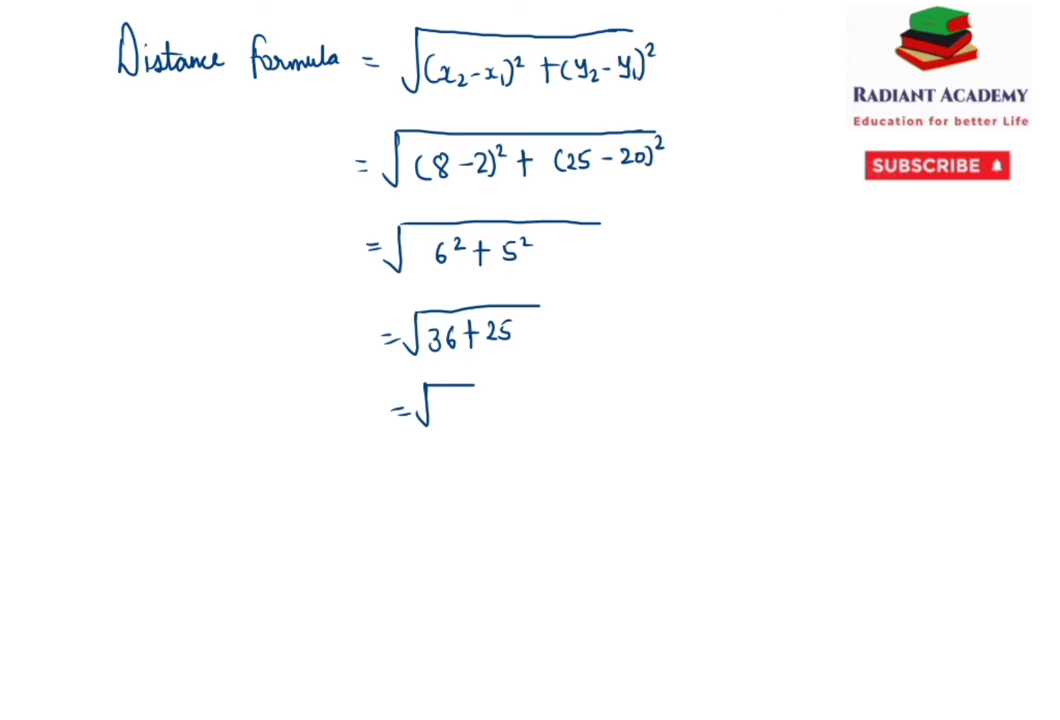 Distance formula = √(x₂-x₁)² + (y₂-y₁)²
= √(8-2)² + (25-20)²
= √6² + 5²
= √36+25
= √
RADIANT ACADEMY
Education for better Life
SUBSCRIBE